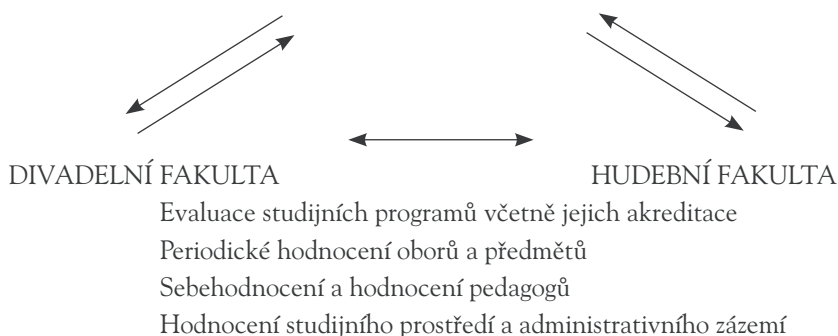 DIVADELNÍ FAKULTA HUDEBNÍ FAKULTA
Evaluace studijních programů včetně jejich akreditace
Periodické hodnocení oborů a předmětů
Sebehodnocení a hodnocení pedagogů
Hodnocení studijního prostředí a administrativního zázemí